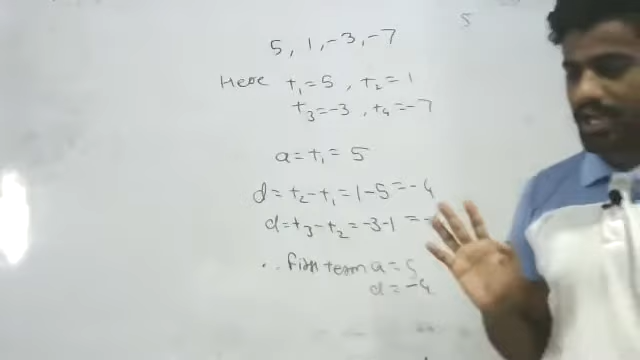 5
5, 1, -3, -7
Here t₁=5, t₂=1
t₃=-3, t₄=-7
a=t₁=5
d=t₂-t₁=1-5=-4
d=t₃-t₂=-3-1=-
∴ First term a=5
d=-4